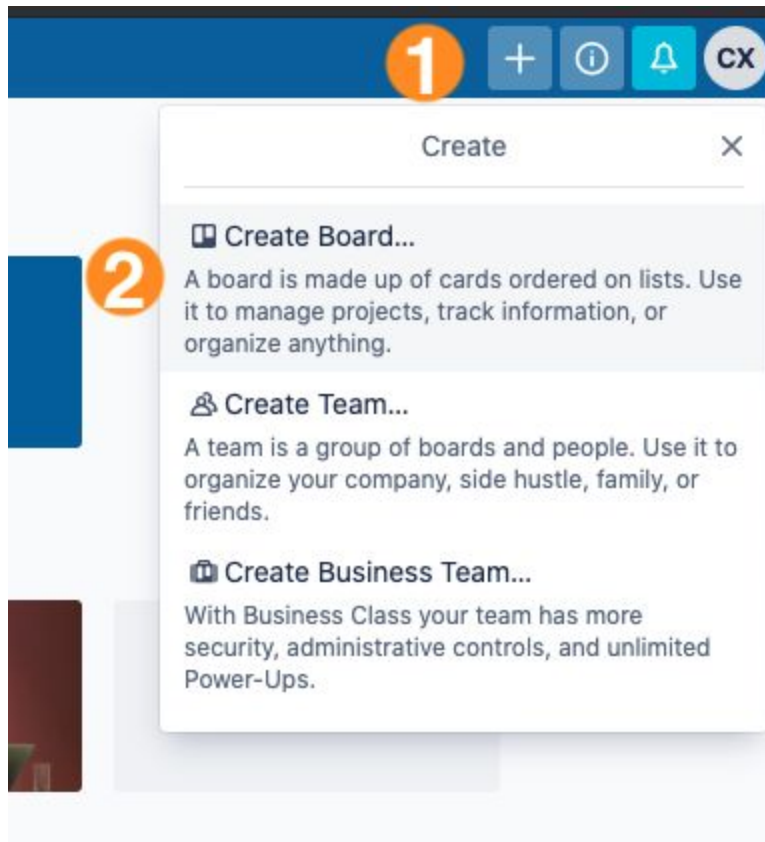 1
CX
Create
2
Create Board...
A board is made up of cards ordered on lists. Use
it to manage projects, track information, or
organize anything.
Create Team...
A team is a group of boards and people. Use it to
organize your company, side hustle, family, or
friends.
Create Business Team...
With Business Class your team has more
security, administrative controls, and unlimited
Power-Ups.